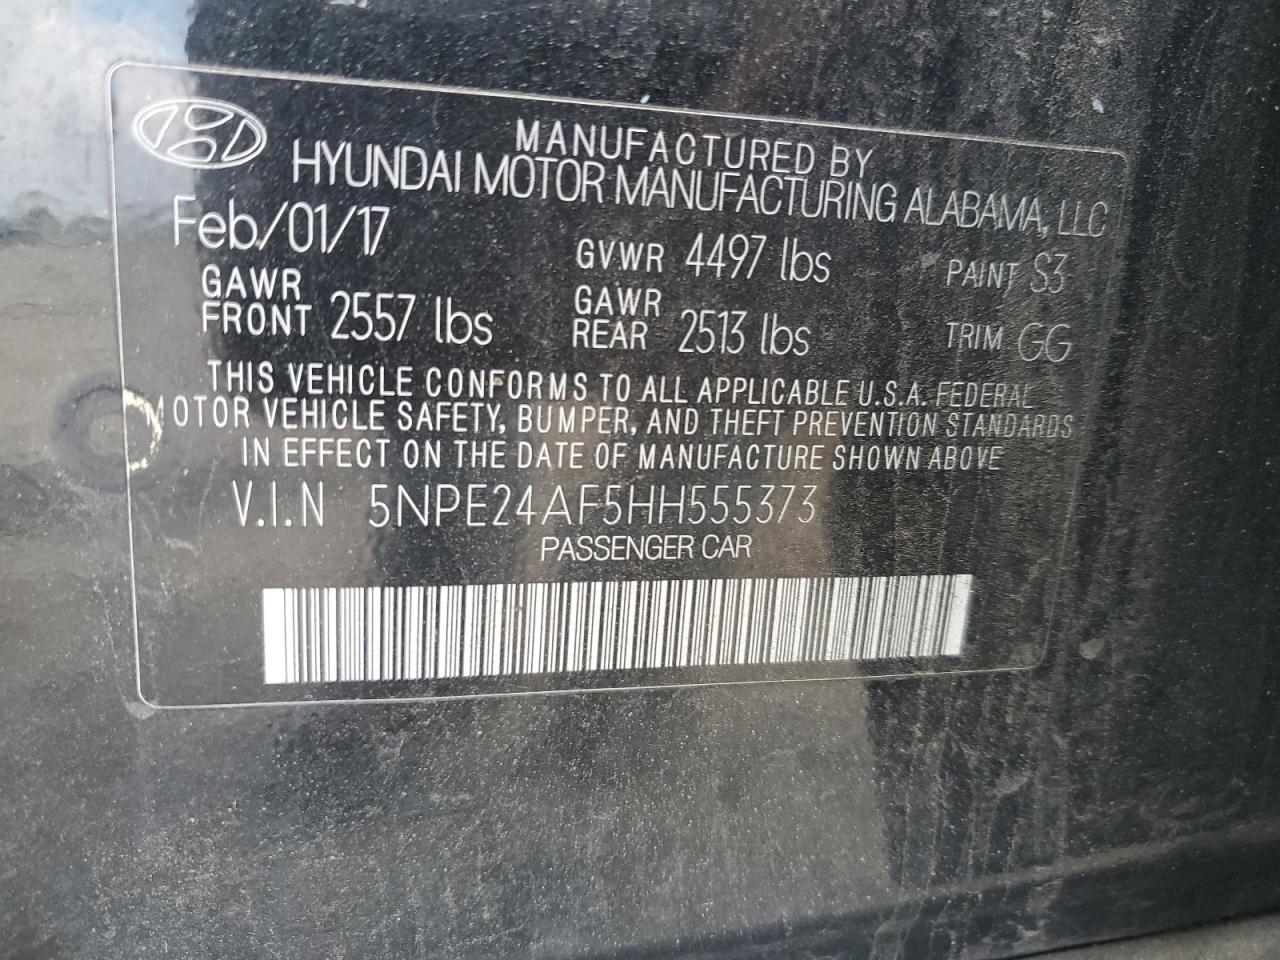 MANUFACTURED BY
HYUNDAI MOTOR MANUFACTURING ALABAMA, LLC
Feb/01/17 GVWR 4497 lbs PAINT S3
GAWR FRONT 2557 lbs GAWR REAR 2513 lbs TRIM GG
THIS VEHICLE CONFORMS TO ALL APPLICABLE U.S.A. FEDERAL
MOTOR VEHICLE SAFETY, BUMPER, AND THEFT PREVENTION STANDARDS
IN EFFECT ON THE DATE OF MANUFACTURE SHOWN ABOVE
V.I.N 5NPE24AF5HH555373
PASSENGER CAR